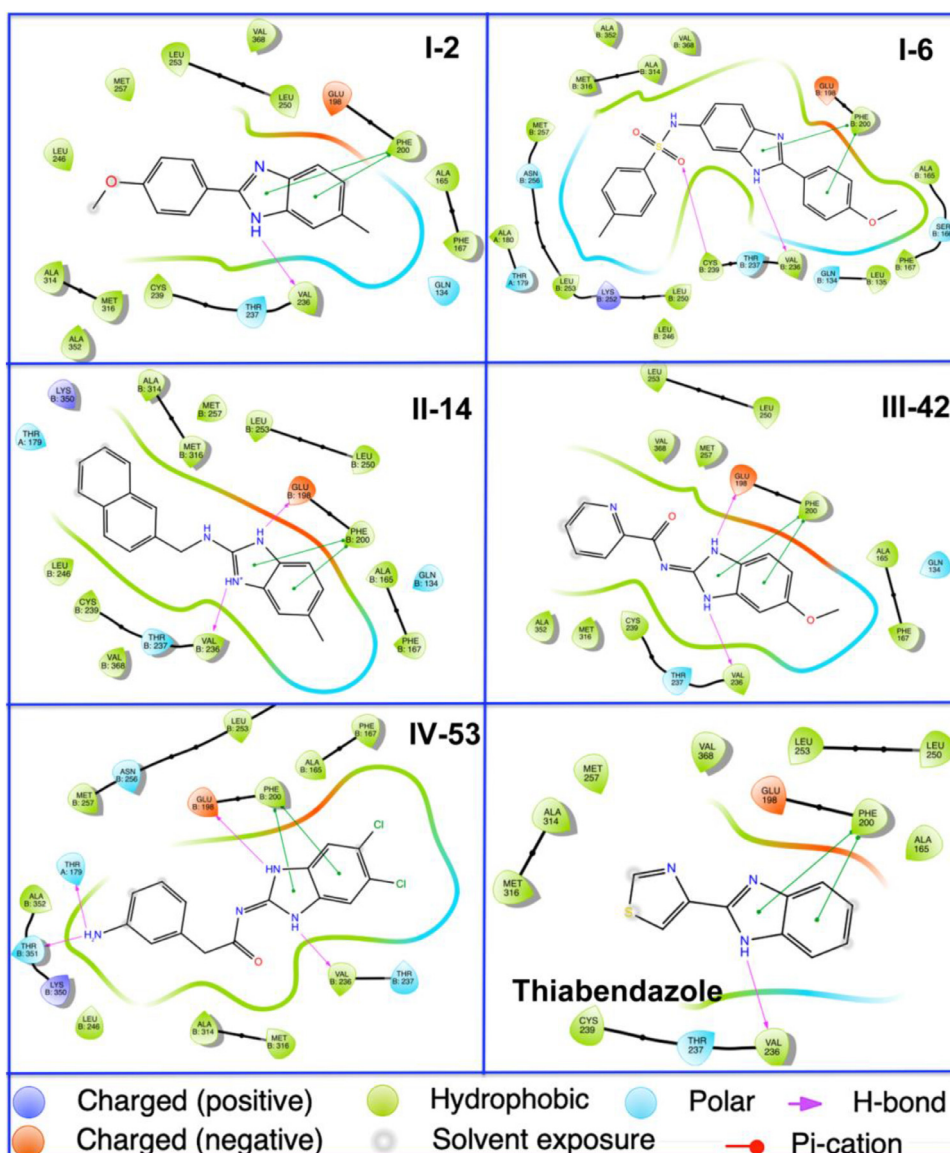 I-2
VAL
368
LEU
253
MET
257
LEU
250
GLU
198
PHE
200
LEU
246
ALA
165
PHE
167
GLN
134
O
N
N
H
ALA
314
MET
316
ALA
352
CYS
239
THR
237
VAL
236
I-6
ALA
B: 352
VAL
B: 368
MET
B: 316
ALA
B: 314
GLU
B: 198
PHE
B: 200
MET
B: 257
ASN
B: 256
ALA
B: 165
SER
B: 166
PHE
B: 167
H
N
O
S
O
N
NH
O
ALA
A: 180
THR
A: 179
LEU
B: 253
LYS
B: 252
LEU
B: 250
LEU
B: 246
CYS
B: 239
THR
B: 237
VAL
B: 236
GLN
B: 134
LEU
B: 135
II-14
LYS
B: 350
ALA
B: 314
MET
B: 257
THR
A: 179
MET
B: 316
LEU
B: 253
LEU
B: 250
GLU
B: 198
PHE
B: 200
H
N
H
N
HN+
LEU
B: 246
CYS
B: 239
THR
B: 237
VAL
B: 236
VAL
B: 368
ALA
B: 165
GLN
B: 134
PHE
B: 167
III-42
LEU
253
LEU
250
VAL
368
MET
257
GLU
198
PHE
200
N
O
H
N
N
N
H
O
ALA
165
GLN
134
PHE
167
ALA
352
MET
316
CYS
239
THR
237
VAL
236
IV-53
LEU
B: 253
PHE
B: 167
ASN
B: 256
ALA
B: 165
MET
B: 257
GLU
B: 198
PHE
B: 200
THR
A: 179
ALA
B: 352
THR
B: 351
LYS
B: 350
H2N
HN
N
N
H
O
Cl
Cl
VAL
B: 236
THR
B: 237
LEU
B: 246
ALA
B: 314
MET
B: 316
VAL
368
LEU
253
LEU
250
MET
257
GLU
198
PHE
200
ALA
314
ALA
165
MET
316
N
S
N
N
H
Thiabendazole
CYS
239
THR
237
VAL
236
Charged (positive) Hydrophobic Polar H-bond
Charged (negative) Solvent exposure Pi-cation